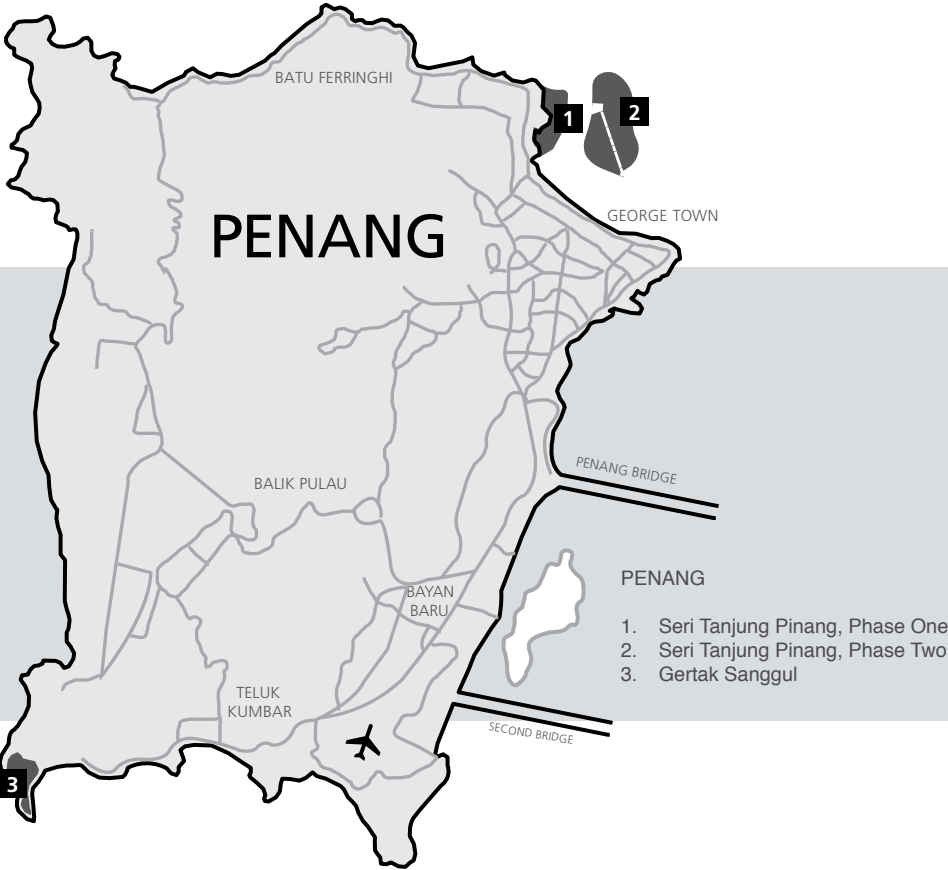 BATU FERRINGHI
1
2
PENANG
GEORGE TOWN
PENANG BRIDGE
BALIK PULAU
BAYAN
BARU
PENANG
1. Seri Tanjung Pinang, Phase One
2. Seri Tanjung Pinang, Phase Two
3. Gertak Sanggul
TELUK
KUMBAR
SECOND BRIDGE
3